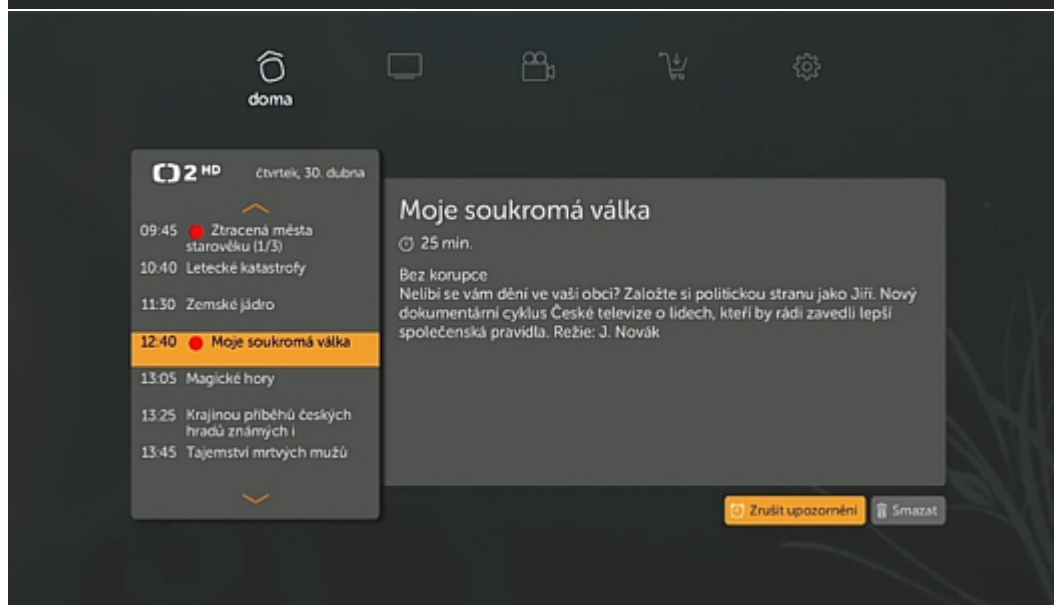 doma
2 HD čtvrtek, 30. dubna
09:45 Ztracená města
starověku (1/3)
10:40 Letecké katastrofy
11:30 Zemské jádro
12:40 Moje soukromá válka
13:05 Magické hory
13:25 Krajinou příběhů českých
hradů známých i
13:45 Tajemství mrtvých mužů
Moje soukromá válka
25 min.
Bez korupce
Nelíbí se vám dění ve vaší obci? Založte si politickou stranu jako Jiří. Nový
dokumentární cyklus České televize o lidech, kteří by rádi zavedli lepší
společenská pravidla. Režie: J. Novák
Zrušit upozornění
Smazat